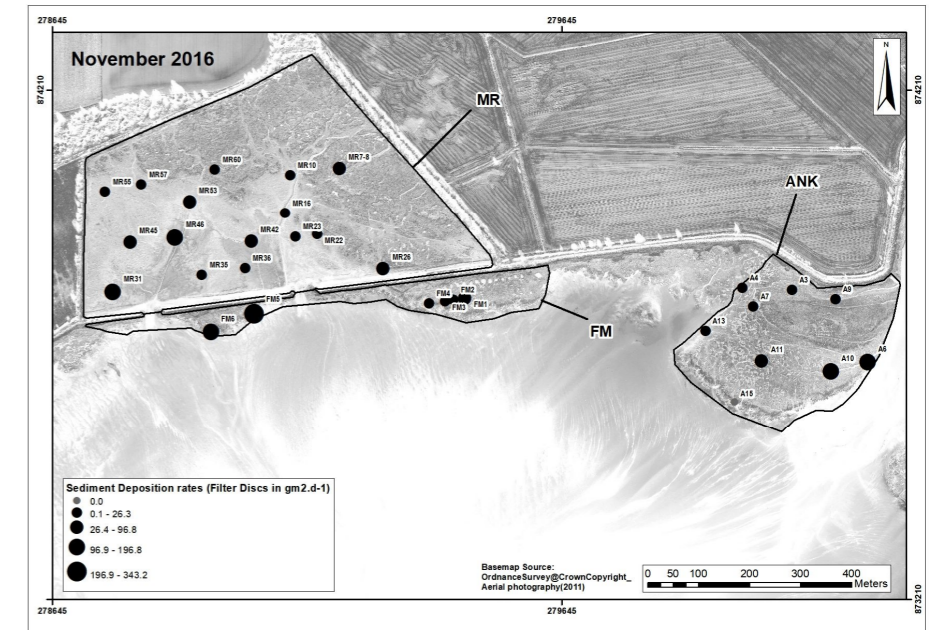 278645
279645
November 2016
N
874210
MR
ANK
FM
MR60
MR10
MR7-8
MR55
MR57
MR53
MR16
MR45
MR46
MR42
MR23
MR22
MR36
MR35
MR26
MR31
FM5
FM6
FM4
FM2
FM3
FM1
A4
A3
A9
A7
A13
A11
A10
A6
A15
Sediment Deposition rates (Filter Discs in gm2.d-1)
0.0
0.1 - 26.3
26.4 - 96.8
96.9 - 196.8
196.9 - 343.2
Basemap Source:
OrdnanceSurvey@CrownCopyright_
Aerial photography(2011)
0 50 100 200 300 400
Meters
873210
278645
279645